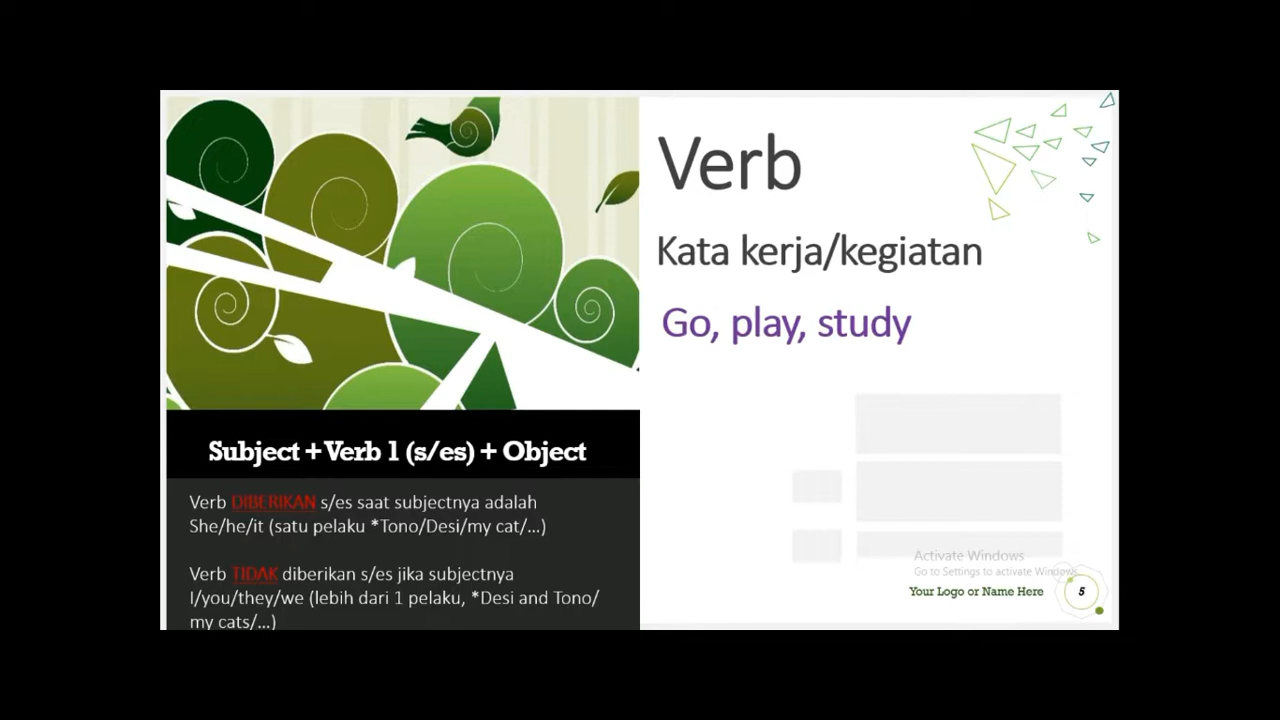 Verb
Kata kerja/kegiatan
Go, play, study
Subject + Verb 1 (s/es) + Object
Verb DIBERIKAN s/es saat subjectnya adalah
She/he/it (satu pelaku *Tono/Desi/my cat/...)
Verb TIDAK diberikan s/es jika subjectnya
I/you/they/we (lebih dari 1 pelaku, *Desi and Tono/
my cats/...)
Activate Windows
Go to Settings to activate Windows.
Your Logo or Name Here
5